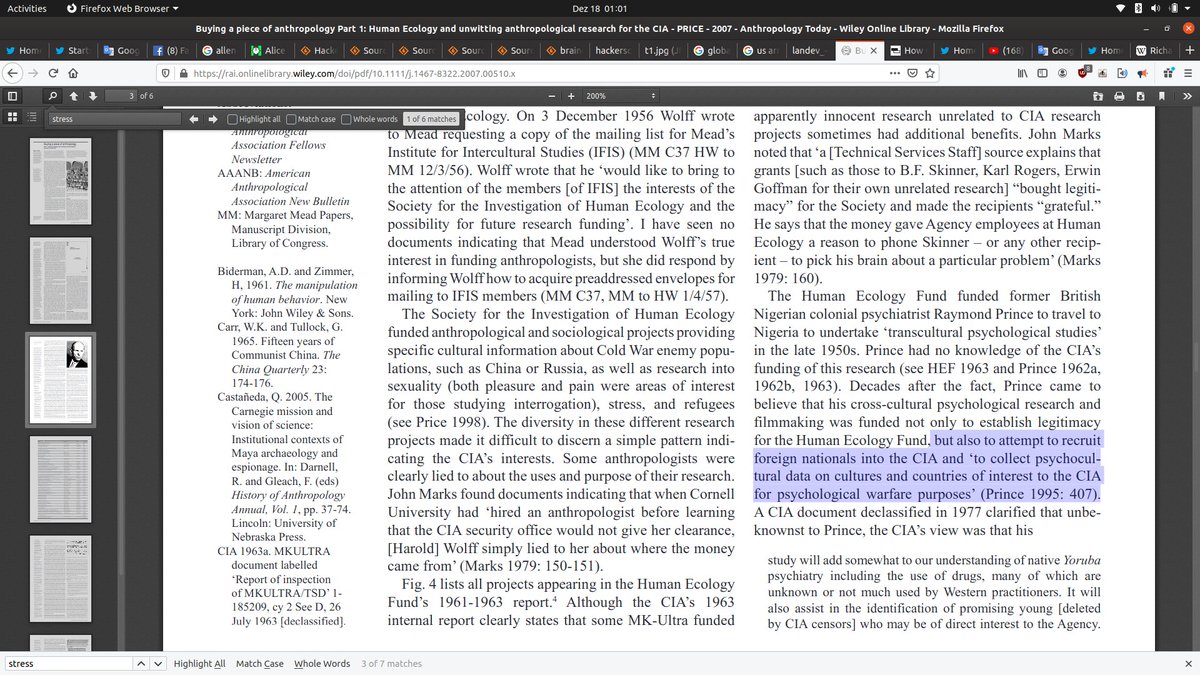 Activities
Firefox Web Browser
Dez 18 01:01
Buying a piece of anthropology Part 1: Human Ecology and unwitting anthropological research for the CIA - PRICE - 2007 - Anthropology Today - Wiley Online Library - Mozilla Firefox
Hom
Start
Goog
(8) Fa
allen
Alice
Hack
Sourc
Sourc
Sourc
Sourc
brain
hackersc
t1.jpg (J
globa
us arr
landev_
Bu
How
Hom
(168)
Goog
Hom
Richa
https://rai.onlinelibrary.wiley.com/doi/pdf/10.1111/j.1467-8322.2007.00510.x
3 of 6
200%
stress
Highlight all
Match case
Whole words
1 of 6 matches
Anthropological
Association Fellows
Newsletter
AAANB: American
Anthropological
Association New Bulletin
MM: Margaret Mead Papers,
Manuscript Division,
Library of Congress.
Biderman, A.D. and Zimmer,
H, 1961. The manipulation
of human behavior. New
York: John Wiley & Sons.
Carr, W.K. and Tullock, G.
1965. Fifteen years of
Communist China. The
China Quarterly 23:
174-176.
Castañeda, Q. 2005. The
Carnegie mission and
vision of science:
Institutional contexts of
Maya archaeology and
espionage. In: Darnell,
R. and Gleach, F. (eds)
History of Anthropology
Annual, Vol. 1, pp. 37-74.
Lincoln: University of
Nebraska Press.
CIA 1963a. MKULTRA
document labelled
‘Report of inspection
of MKULTRA/TSD’ 1-
185209, cy 2 See D, 26
July 1963 [declassified].
cology. On 3 December 1956 Wolff wrote
to Mead requesting a copy of the mailing list for Mead’s
Institute for Intercultural Studies (IFIS) (MM C37 HW to
MM 12/3/56). Wolff wrote that he ‘would like to bring to
the attention of the members [of IFIS] the interests of the
Society for the Investigation of Human Ecology and the
possibility for future research funding’. I have seen no
documents indicating that Mead understood Wolff’s true
interest in funding anthropologists, but she did respond by
informing Wolff how to acquire preaddressed envelopes for
mailing to IFIS members (MM C37, MM to HW 1/4/57).
The Society for the Investigation of Human Ecology
funded anthropological and sociological projects providing
specific cultural information about Cold War enemy popu-
lations, such as China or Russia, as well as research into
sexuality (both pleasure and pain were areas of interest
for those studying interrogation), stress, and refugees
(see Price 1998). The diversity in these different research
projects made it difficult to discern a simple pattern indi-
cating the CIA’s interests. Some anthropologists were
clearly lied to about the uses and purpose of their research.
John Marks found documents indicating that when Cornell
University had ‘hired an anthropologist before learning
that the CIA security office would not give her clearance,
[Harold] Wolff simply lied to her about where the money
came from’ (Marks 1979: 150-151).
Fig. 4 lists all projects appearing in the Human Ecology
Fund’s 1961-1963 report.⁴ Although the CIA’s 1963
internal report clearly states that some MK-Ultra funded
apparently innocent research unrelated to CIA research
projects sometimes had additional benefits. John Marks
noted that ‘a [Technical Services Staff] source explains that
grants [such as those to B.F. Skinner, Karl Rogers, Erwin
Goffman for their own unrelated research] “bought legiti-
macy” for the Society and made the recipients “grateful.”
He says that the money gave Agency employees at Human
Ecology a reason to phone Skinner – or any other recip-
ient – to pick his brain about a particular problem’ (Marks
1979: 160).
The Human Ecology Fund funded former British
Nigerian colonial psychiatrist Raymond Prince to travel to
Nigeria to undertake ‘transcultural psychological studies’
in the late 1950s. Prince had no knowledge of the CIA’s
funding of this research (see HEF 1963 and Prince 1962a,
1962b, 1963). Decades after the fact, Prince came to
believe that his cross-cultural psychological research and
filmmaking was funded not only to establish legitimacy
for the Human Ecology Fund, but also to attempt to recruit
foreign nationals into the CIA and ‘to collect psychocul-
tural data on cultures and countries of interest to the CIA
for psychological warfare purposes’ (Prince 1995: 407).
A CIA document declassified in 1977 clarified that unbe-
knownst to Prince, the CIA’s view was that his
study will add somewhat to our understanding of native Yoruba
psychiatry including the use of drugs, many of which are
unknown or not much used by Western practitioners. It will
also assist in the identification of promising young [deleted
by CIA censors] who may be of direct interest to the Agency.
stress
Highlight All
Match Case
Whole Words
3 of 7 matches